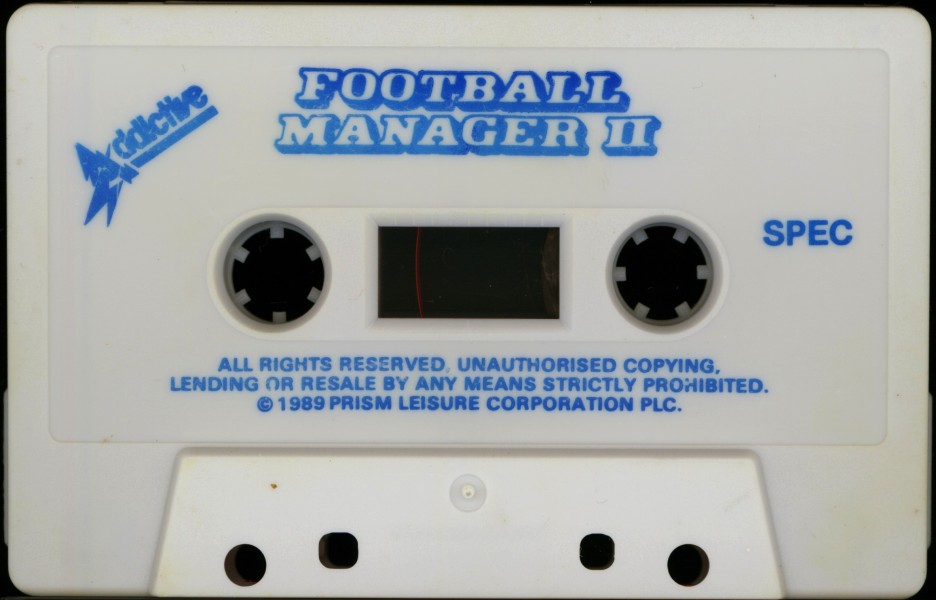 FOOTBALL
MANAGER II
Addictive
SPEC
ALL RIGHTS RESERVED, UNAUTHORISED COPYING,
LENDING OR RESALE BY ANY MEANS STRICTLY PROHIBITED.
© 1989 PRISM LEISURE CORPORATION PLC.